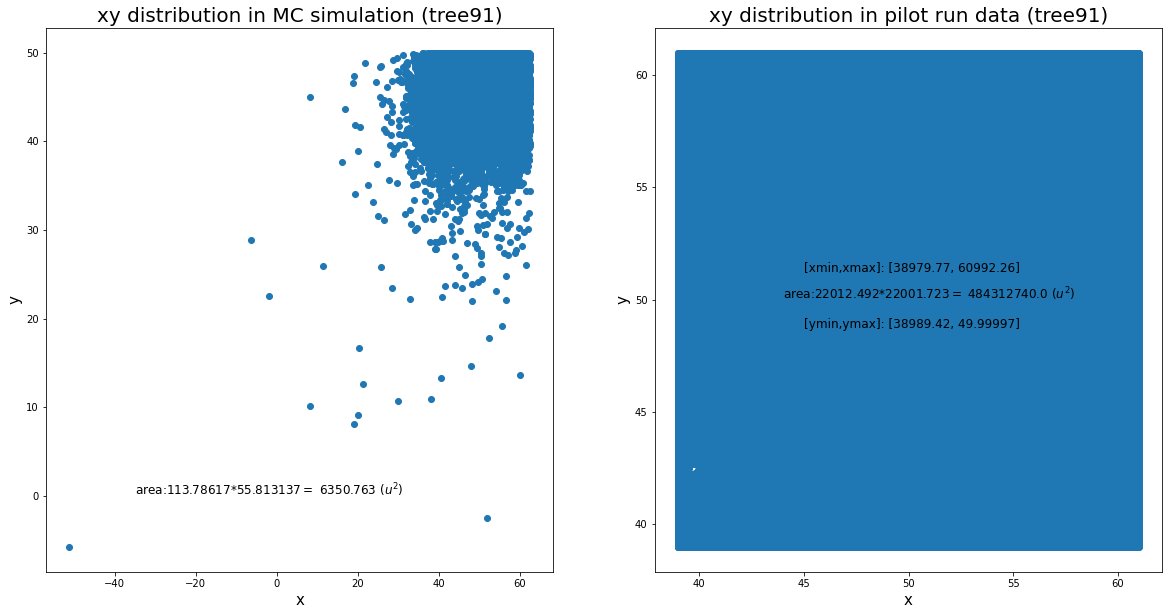 xy distribution in MC simulation (tree91)
50
40
30
20
10
0
y
area:113.78617*55.813137= 6350.763 (u²)
−40
−20
0
20
40
60
x
xy distribution in pilot run data (tree91)
60
55
50
45
40
y
[xmin,xmax]: [38979.77, 60992.26]
area:22012.492*22001.723= 484312740.0 (u²)
[ymin,ymax]: [38989.42, 49.99997]
40
45
50
55
60
x